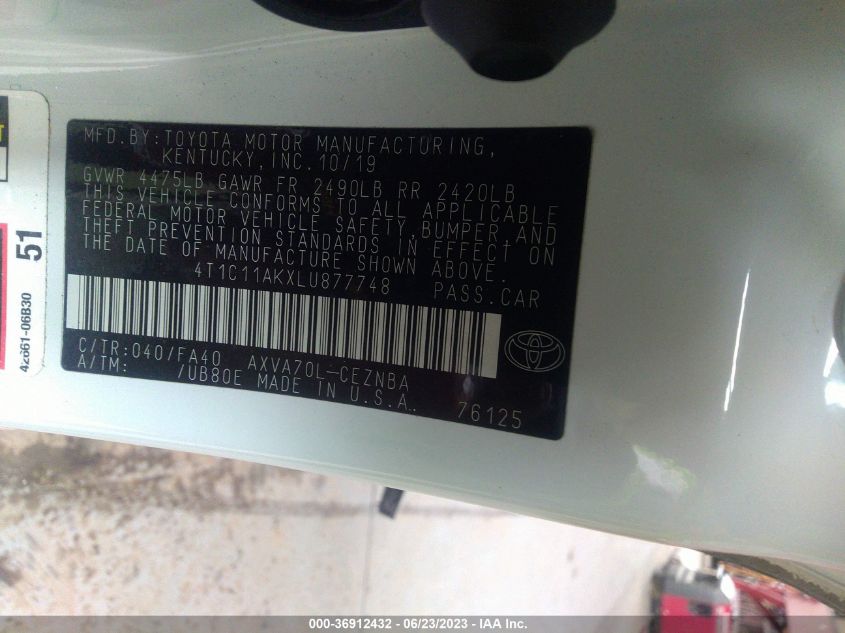 MFD.BY:TOYOTA MOTOR MANUFACTURING,
KENTUCKY,INC.10/19
GVWR 4475LB GAWR FR 2490LB RR 2420LB
THIS VEHICLE CONFORMS TO ALL APPLICABLE
FEDERAL MOTOR VEHICLE SAFETY,BUMPER AND
THEFT PREVENTION STANDARDS IN EFFECT ON
THE DATE OF MANUFACTURE SHOWN ABOVE.
4T1C11AKXLU877748 PASS.CAR
C/TR:040/FA40 AXVA70L-CEZNBA
A/TM: /UB80E MADE IN U.S.A.
76125
51
42661-06B30
000-36912432 - 06/23/2023 - IAA Inc.